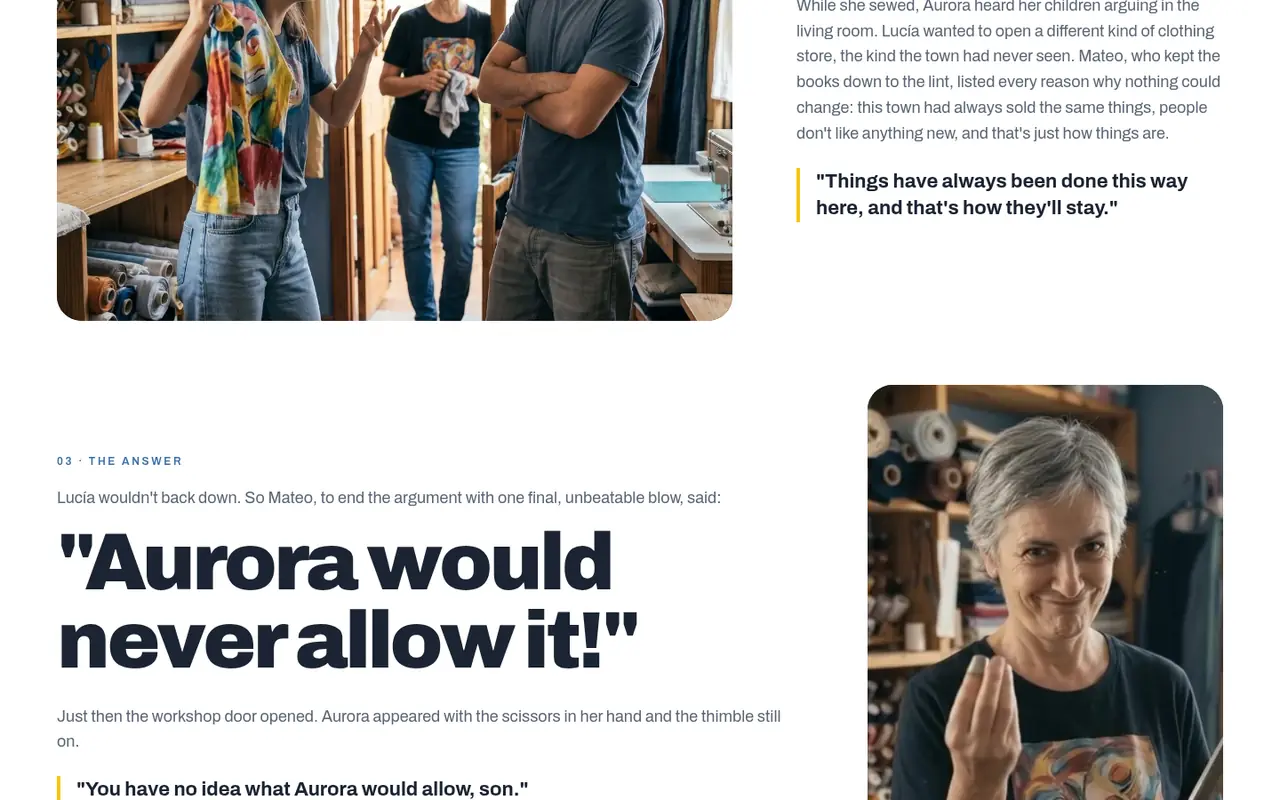 While she sewed, Aurora heard her children arguing in the
living room. Lucía wanted to open a different kind of clothing
store, the kind the town had never seen. Mateo, who kept the
books down to the lint, listed every reason why nothing could
change: this town had always sold the same things, people
don't like anything new, and that's just how things are.
"Things have always been done this way
here, and that's how they'll stay."
03 · THE ANSWER
Lucía wouldn't back down. So Mateo, to end the argument with one final, unbeatable blow, said:
"Aurora would
never allow it!"
Just then the workshop door opened. Aurora appeared with the scissors in her hand and the thimble still
on.
"You have no idea what Aurora would allow, son."